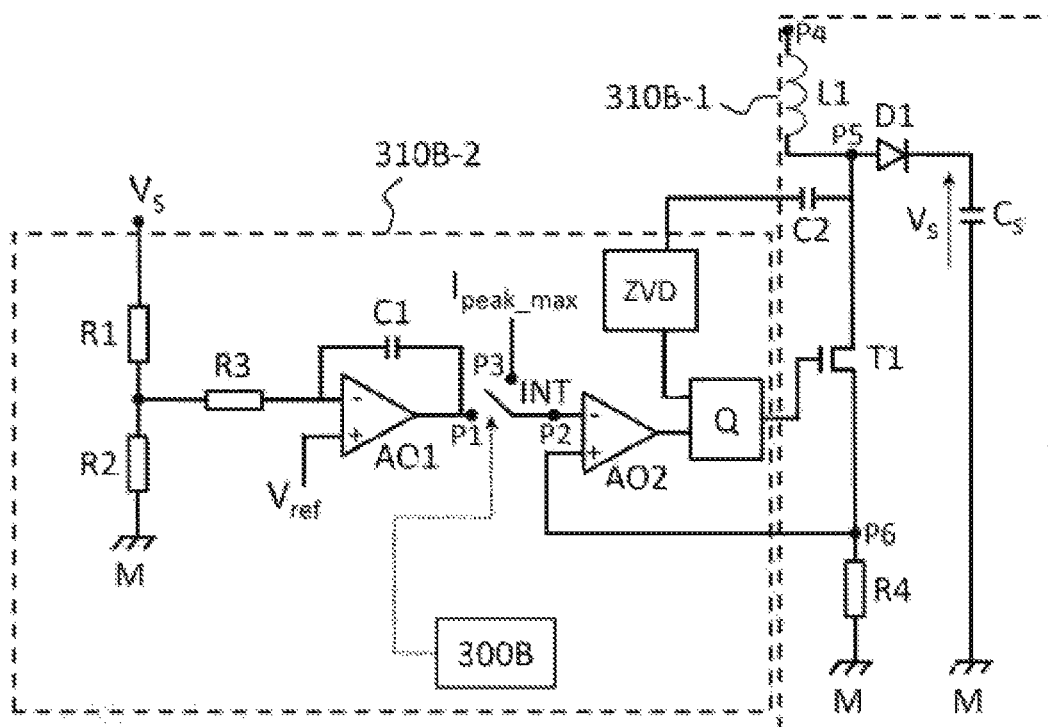 P4
310B-1
L1
D1
P5
310B-2
Vs
C2
Vs
Cs
ZVD
Ipeak_max
R1
C1
R3
P3
INT
T1
-
-
P1
P2
Q
+
+
AO1
AO2
R2
Vref
P6
M
R4
300B
M
M